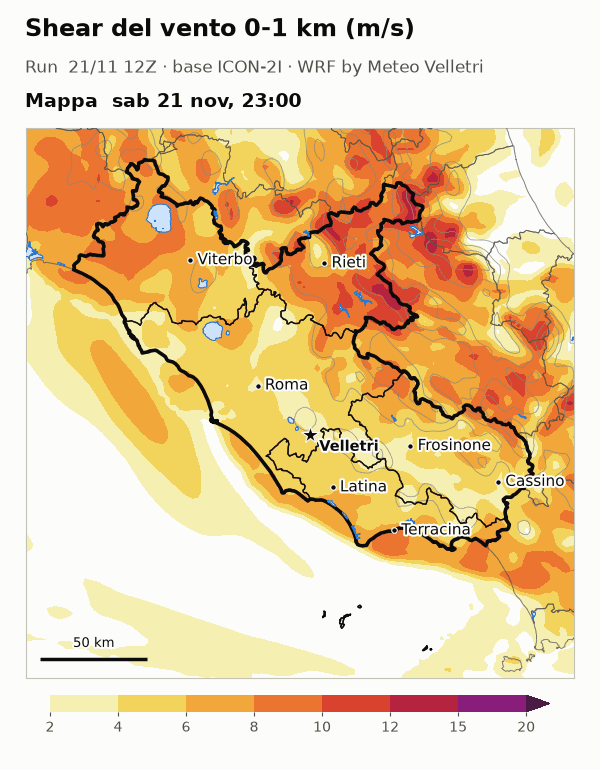 Shear del vento 0-1 km (m/s)
Run  21/11 12Z · base ICON-2I · WRF by Meteo Velletri
Mappa  sab 21 nov, 23:00
Viterbo
Rieti
Roma
Velletri
Frosinone
Cassino
Latina
Terracina
50 km
2 4 6 8 10 12 15 20